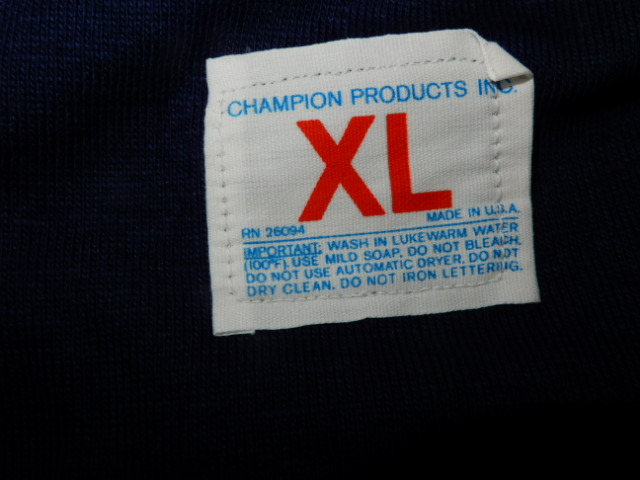 CHAMPION PRODUCTS INC.
XL
RN 26094 MADE IN U.S.A.
IMPORTANT: WASH IN LUKEWARM WATER
(100°F). USE MILD SOAP. DO NOT BLEACH.
DO NOT USE AUTOMATIC DRYER. DO NOT
DRY CLEAN. DO NOT IRON LETTERING.